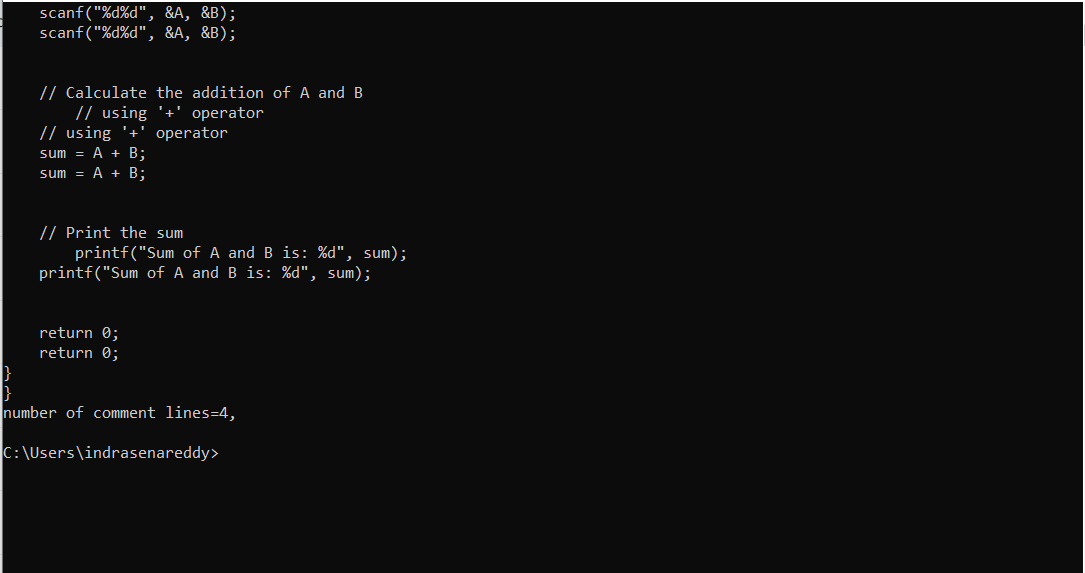 scanf("%d%d", &A, &B);
scanf("%d%d", &A, &B);
// Calculate the addition of A and B
// using '+' operator
// using '+' operator
sum = A + B;
sum = A + B;
// Print the sum
printf("Sum of A and B is: %d", sum);
printf("Sum of A and B is: %d", sum);
return 0;
return 0;
}
}
number of comment lines=4,
C:\Users\indrasenareddy>